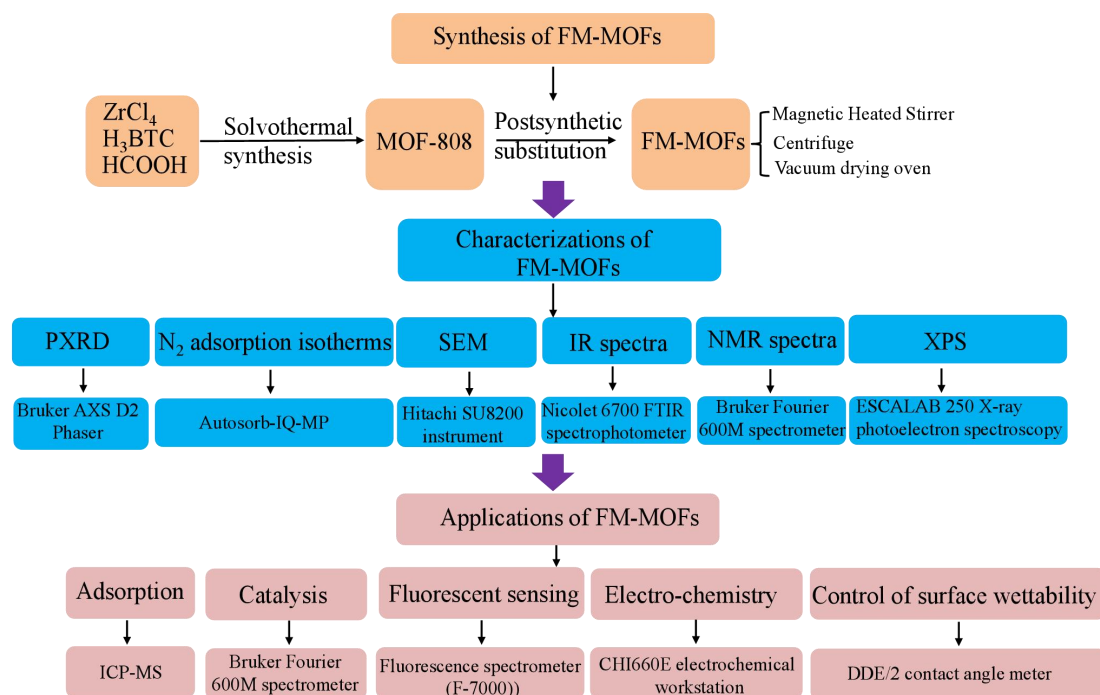 Synthesis of FM-MOFs
ZrCl₄
H₃BTC
HCOOH
Solvothermal
synthesis
MOF-808
Postsynthetic
substitution
FM-MOFs
Magnetic Heated Stirrer
Centrifuge
Vacuum drying oven
Characterizations of
FM-MOFs
PXRD
N₂ adsorption isotherms
SEM
IR spectra
NMR spectra
XPS
Bruker AXS D2
Phaser
Autosorb-IQ-MP
Hitachi SU8200
instrument
Nicolet 6700 FTIR
spectrophotometer
Bruker Fourier
600M spectrometer
ESCALAB 250 X-ray
photoelectron spectroscopy
Applications of FM-MOFs
Adsorption
Catalysis
Fluorescent sensing
Electro-chemistry
Control of surface wettability
ICP-MS
Bruker Fourier
600M spectrometer
Fluorescence spectrometer
(F-7000))
CHI660E electrochemical
workstation
DDE/2 contact angle meter